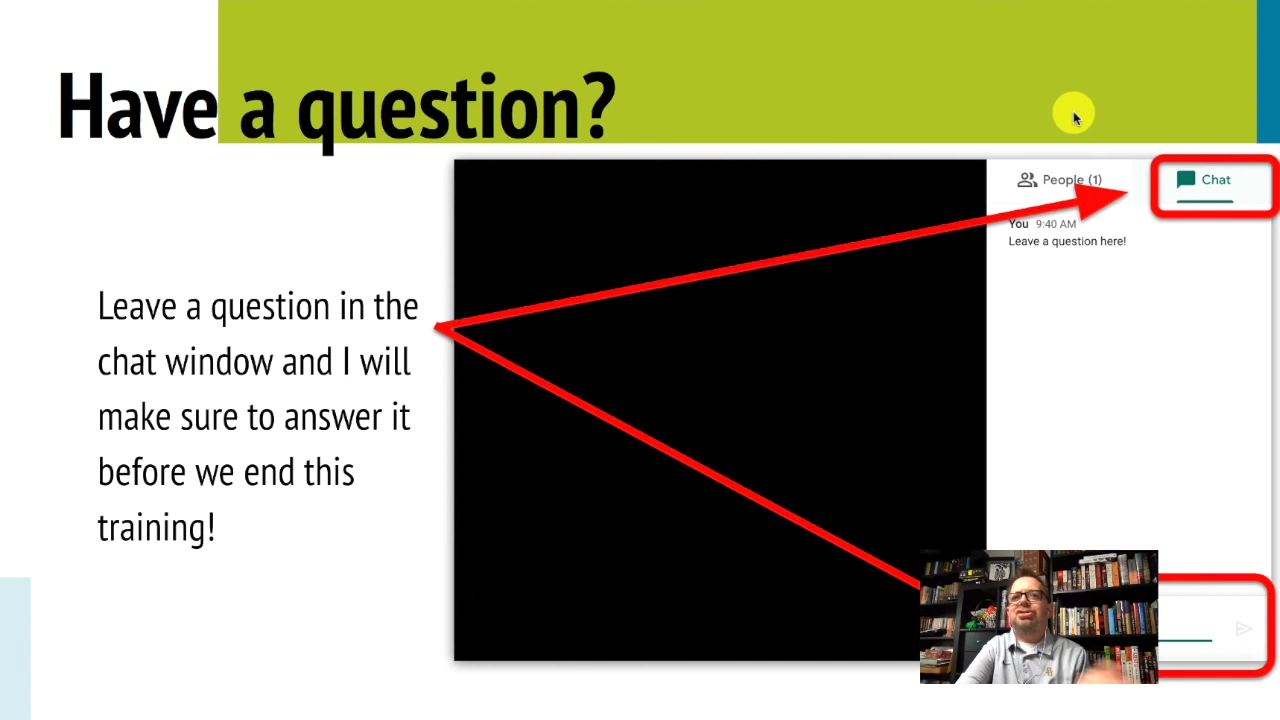 Have a question?
Leave a question in the
chat window and I will
make sure to answer it
before we end this
training!
People (1)
Chat
You 9:40 AM
Leave a question here!